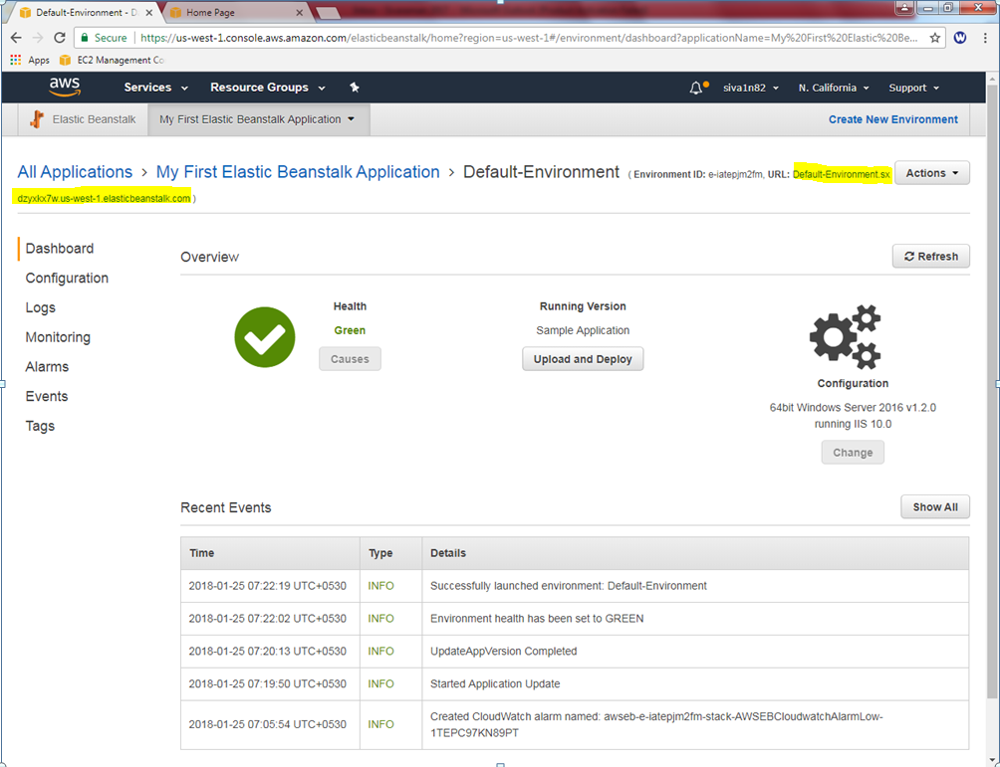 Default-Environment - D
Home Page
Secure
https://us-west-1.console.aws.amazon.com/elasticbeanstalk/home?region=us-west-1#/environment/dashboard?applicationName=My%20First%20Elastic%20Be...
Apps
EC2 Management Co
aws
Services
Resource Groups
siva1n82
N. California
Support
Elastic Beanstalk
My First Elastic Beanstalk Application
Create New Environment
All Applications > My First Elastic Beanstalk Application > Default-Environment ( Environment ID: e-iatepjm2fm, URL: Default-Environment.sx
dzyxkx7w.us-west-1.elasticbeanstalk.com )
Actions
Dashboard
Configuration
Logs
Monitoring
Alarms
Events
Tags
Overview
Refresh
Health
Green
Causes
Running Version
Sample Application
Upload and Deploy
Configuration
64bit Windows Server 2016 v1.2.0
running IIS 10.0
Change
Recent Events
Show All
Time Type Details
2018-01-25 07:22:19 UTC+0530 INFO Successfully launched environment: Default-Environment
2018-01-25 07:22:02 UTC+0530 INFO Environment health has been set to GREEN
2018-01-25 07:20:13 UTC+0530 INFO UpdateAppVersion Completed
2018-01-25 07:19:50 UTC+0530 INFO Started Application Update
2018-01-25 07:05:54 UTC+0530 INFO Created CloudWatch alarm named: awseb-e-iatepjm2fm-stack-AWSEBCloudwatchAlarmLow-
1TEPC97KN89PT